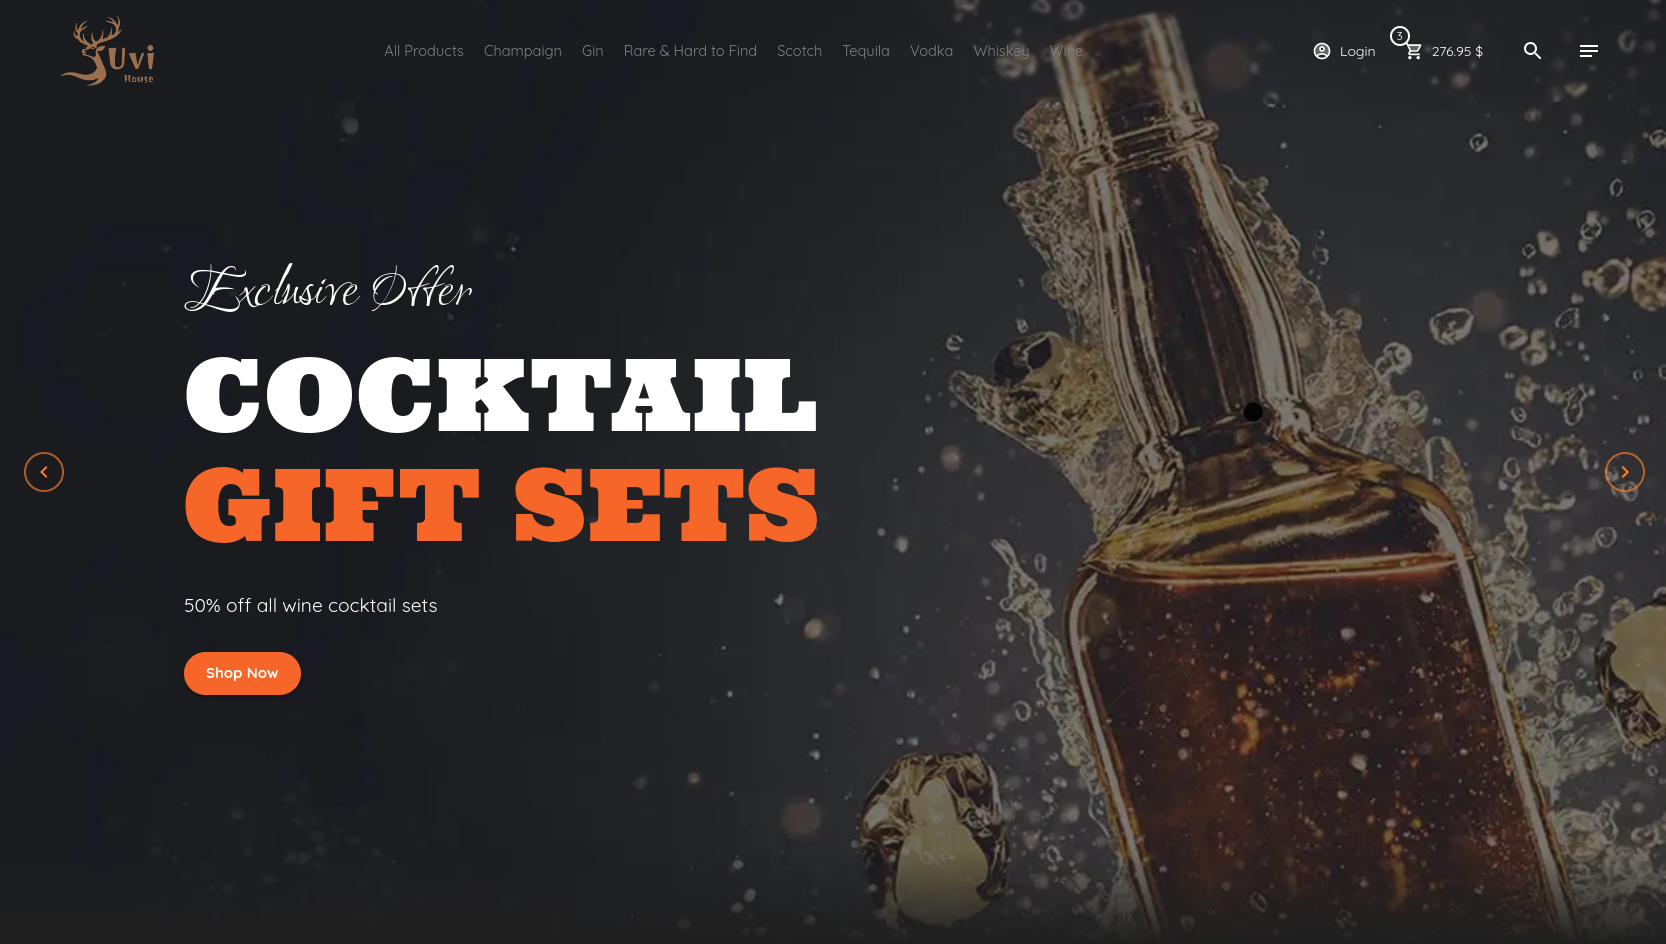 Uvi
House
All Products Champaign Gin Rare & Hard to Find Scotch Tequila Vodka Whiskey Wine
Login
3
276.95 $
Exclusive Offer
COCKTAIL
GIFT SETS
50% off all wine cocktail sets
Shop Now